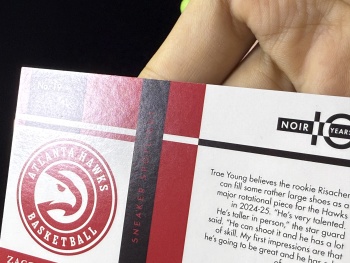 NOIR 10 YEARS
ATLANTA HAWKS
BASKETBALL
SNEAKER
Trae Young believes the rookie Risacher
can fill some rather large shoes as a
major rotational piece for the Hawks
in 2024-25. "He's very talented.
He's taller in person," the star guard
said. "He can shoot it and he has a lot
of skill. My first impressions are that
he's going to be great and he has a
of